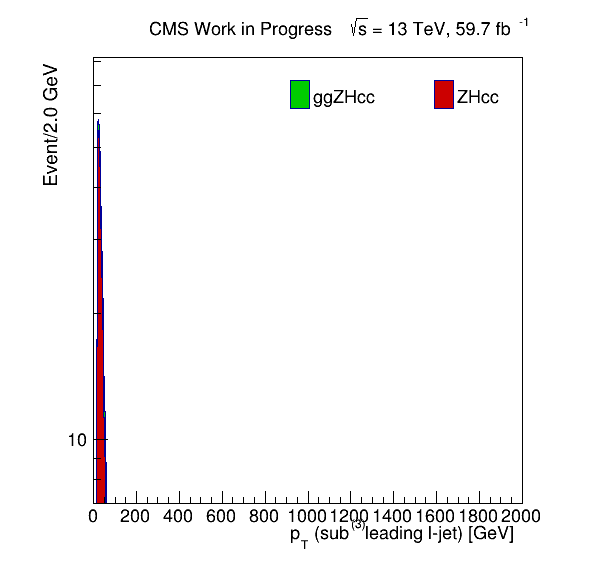 CMS Work in Progress √s = 13 TeV, 59.7 fb⁻¹
Event/2.0 GeV
ggZHcc ZHcc
10
0 200 400 600 800 1000 1200 1400 1600 1800 2000
p_T (sub⁽³⁾leading l-jet) [GeV]